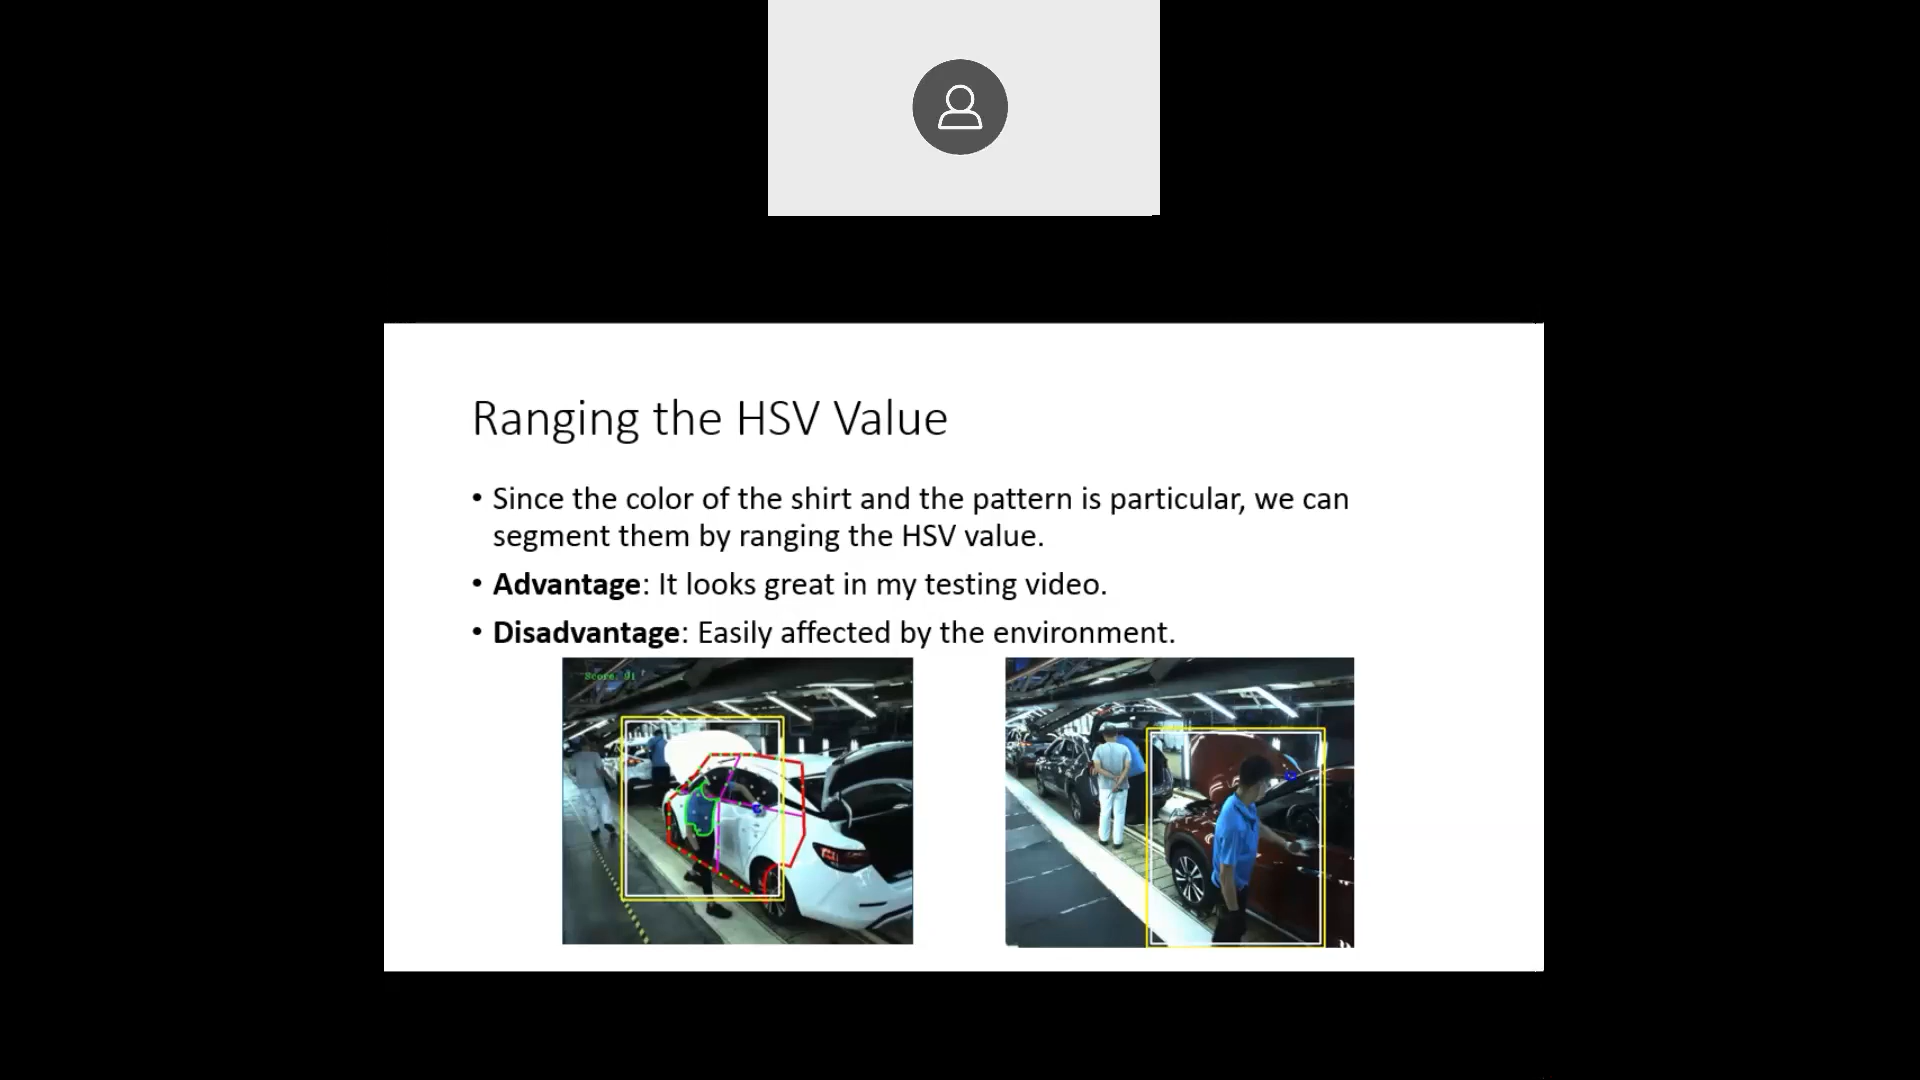 Ranging the HSV Value
• Since the color of the shirt and the pattern is particular, we can
segment them by ranging the HSV value.
• Advantage: It looks great in my testing video.
• Disadvantage: Easily affected by the environment.
Score: